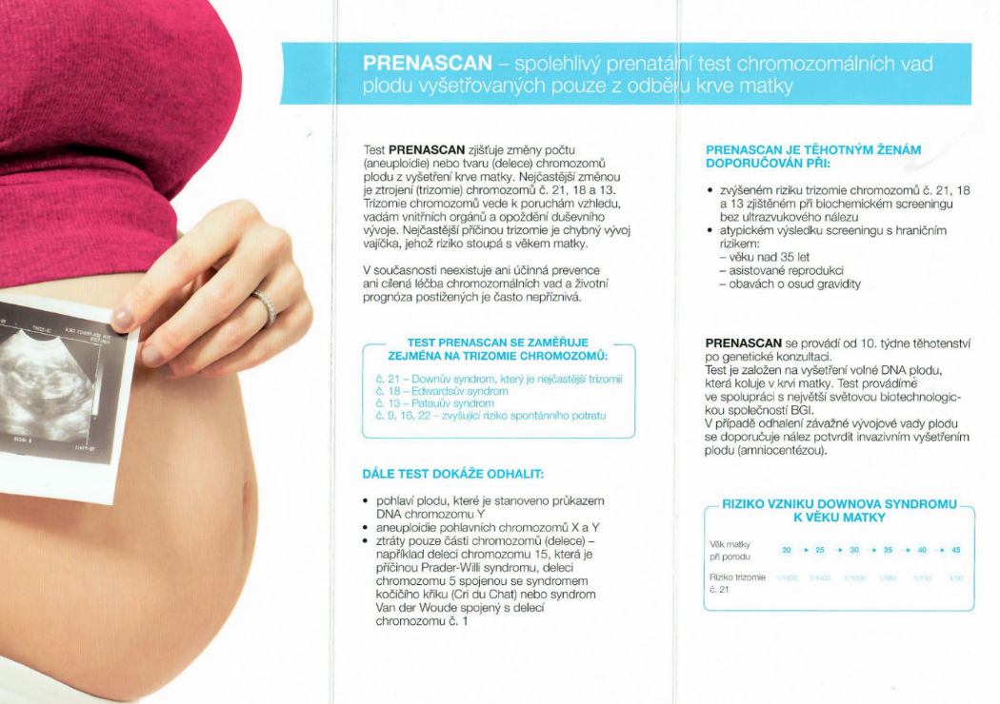 PRENASCAN – spolehlivý prenatální test chromozomálních vad
plodu vyšetřovaných pouze z odběru krve matky
Test PRENASCAN zjišťuje změny počtu
(aneuploidie) nebo tvaru (delece) chromozomů
plodu z vyšetření krve matky. Nejčastější změnou
je ztrojení (trizomie) chromozomů č. 21, 18 a 13.
Trizomie chromozomů vede k poruchám vzhledu,
vadám vnitřních orgánů a opoždění duševního
vývoje. Nejčastější příčinou trizomie je chybný vývoj
vajíčka, jehož riziko stoupá s věkem matky.
V současnosti neexistuje ani účinná prevence
ani cílená léčba chromozomálních vad a životní
prognóza postižených je často nepříznivá.
TEST PRENASCAN SE ZAMĚŘUJE
ZEJMÉNA NA TRIZOMIE CHROMOZOMŮ:
č. 21 – Downův syndrom, který je nejčastější trizomií
č. 18 – Edwardsův syndrom
č. 13 – Patauův syndrom
č. 9, 16, 22 – zvyšující riziko spontánního potratu
DÁLE TEST DOKÁŽE ODHALIT:
• pohlaví plodu, které je stanoveno průkazem
DNA chromozomu Y
• aneuploidie pohlavních chromozomů X a Y
• ztráty pouze části chromozomů (delece) –
například deleci chromozomu 15, která je
příčinou Prader-Willi syndromu, deleci
chromozomu 5 spojenou se syndromem
kočičího křiku (Cri du Chat) nebo syndrom
Van der Woude spojený s delecí
chromozomu č. 1
PRENASCAN JE TĚHOTNÝM ŽENÁM
DOPORUČOVÁN PŘI:
• zvýšeném riziku trizomie chromozomů č. 21, 18
a 13 zjištěném při biochemickém screeningu
bez ultrazvukového nálezu
• atypickém výsledku screeningu s hraničním
rizikem:
– věku nad 35 let
– asistované reprodukci
– obavách o osud gravidity
PRENASCAN se provádí od 10. týdne těhotenství
po genetické konzultaci.
Test je založen na vyšetření volné DNA plodu,
která koluje v krvi matky. Test provádíme
ve spolupráci s největší světovou biotechnologic-
kou společností BGI.
V případě odhalení závažné vývojové vady plodu
se doporučuje nález potvrdit invazivním vyšetřením
plodu (amniocentézou).
RIZIKO VZNIKU DOWNOVA SYNDROMU
K VĚKU MATKY
Věk matky
při porodu
20 → 25 → 30 → 35 → 40 → 45
Riziko trizomie
č. 21